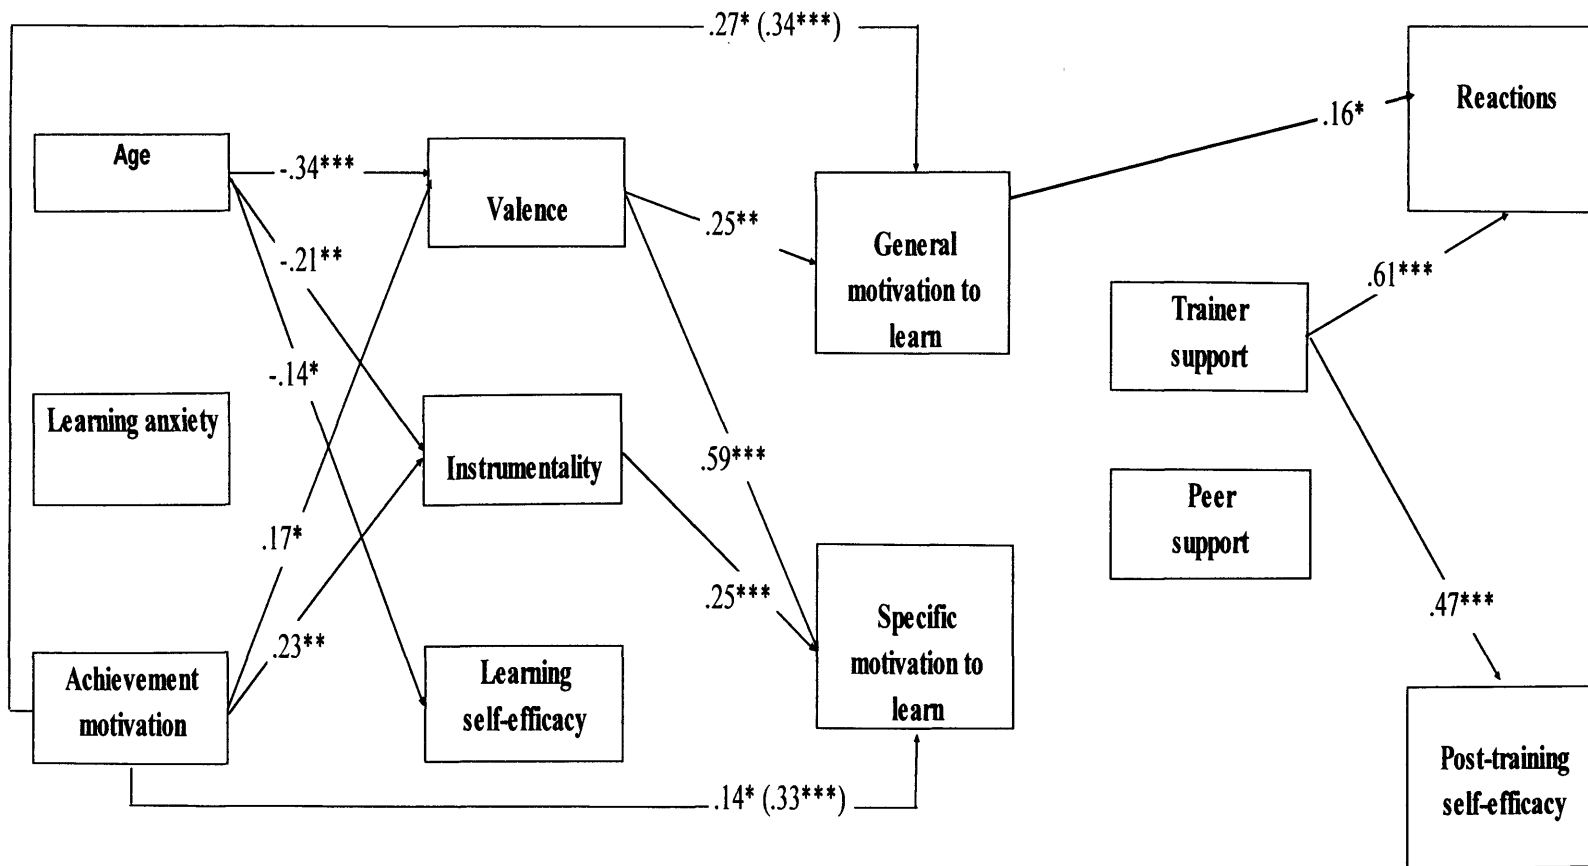 .27* (.34***)
Reactions
.16*
Age
-.34***
Valence
.25**
General
motivation to
learn
-.21**
.61***
Trainer
support
-.14*
Learning anxiety
Instrumentality
.59***
Peer
support
.17*
.25***
.47***
Specific
motivation to
learn
.23**
Achievement
motivation
Learning
self-efficacy
Post-training
self-efficacy
.14* (.33***)